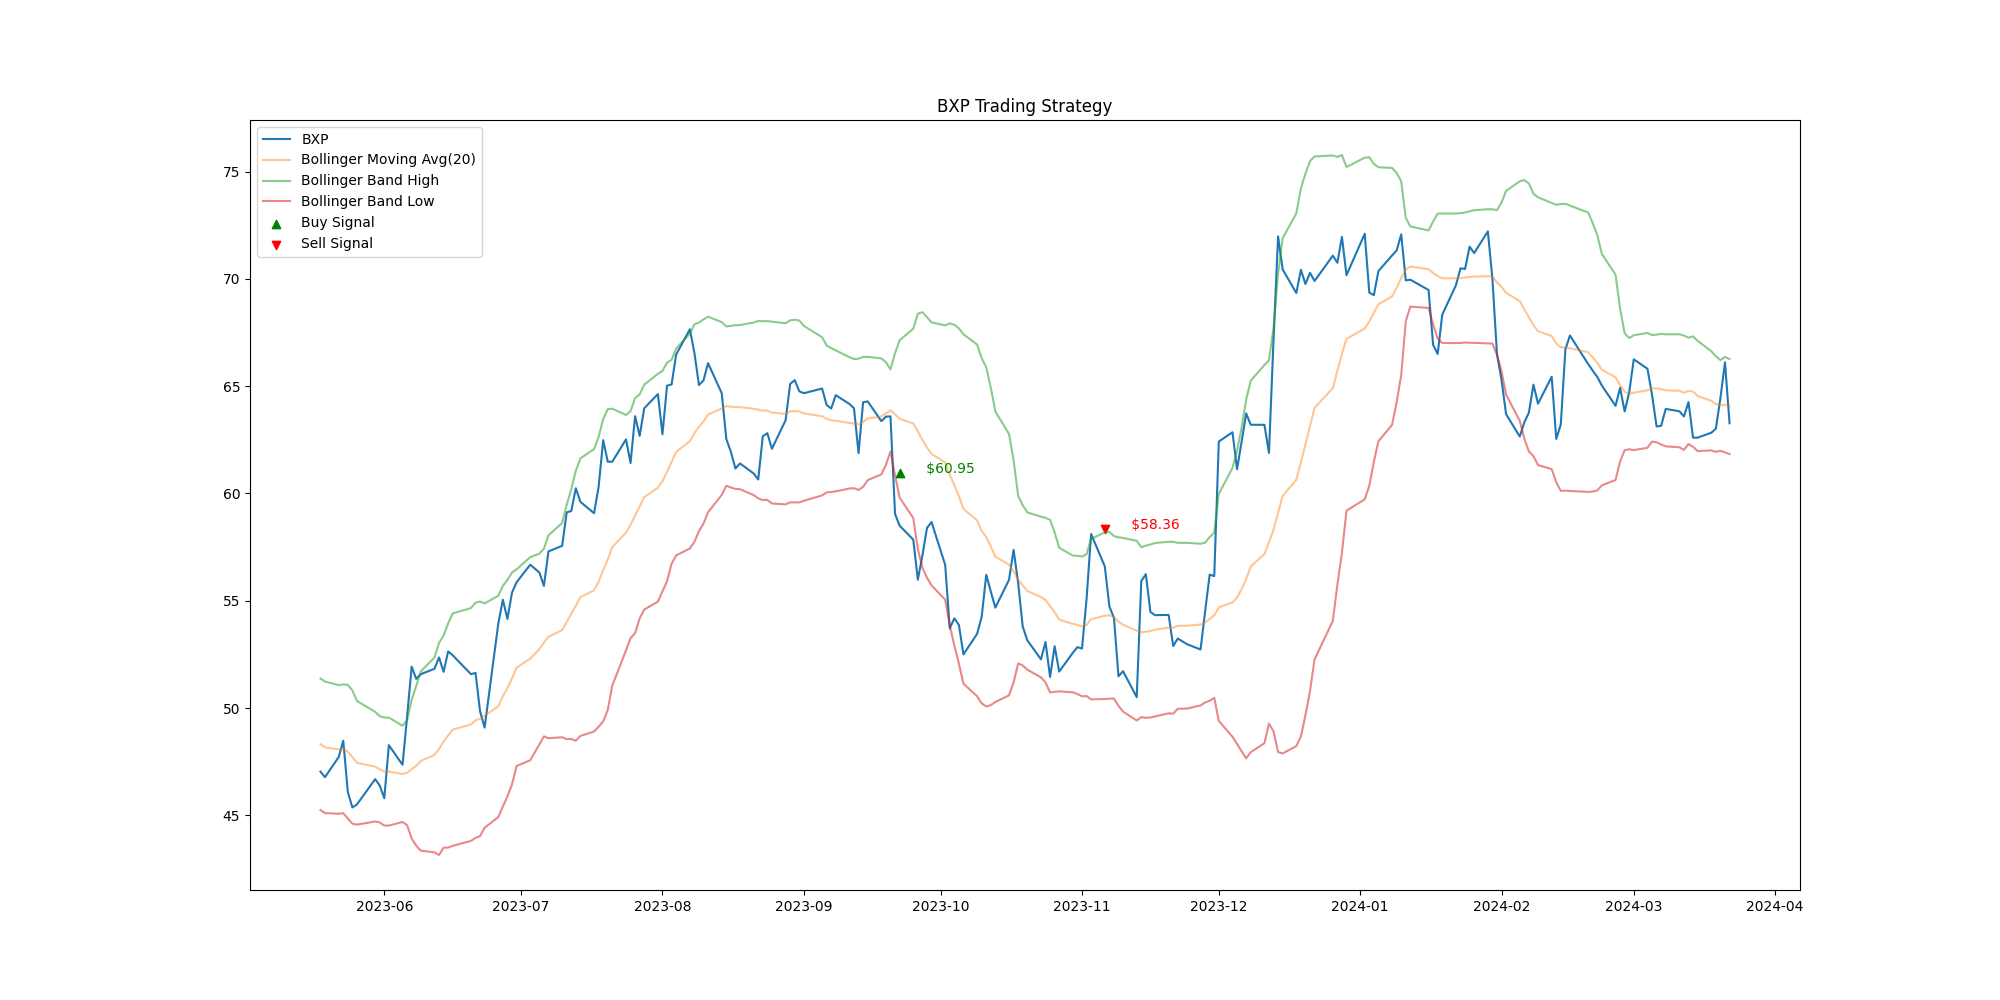 BXP Trading Strategy
BXP
Bollinger Moving Avg(20)
Bollinger Band High
Bollinger Band Low
Buy Signal
Sell Signal
75
70
65
60
55
50
45
$60.95
$58.36
2023-06 2023-07 2023-08 2023-09 2023-10 2023-11 2023-12 2024-01 2024-02 2024-03 2024-04